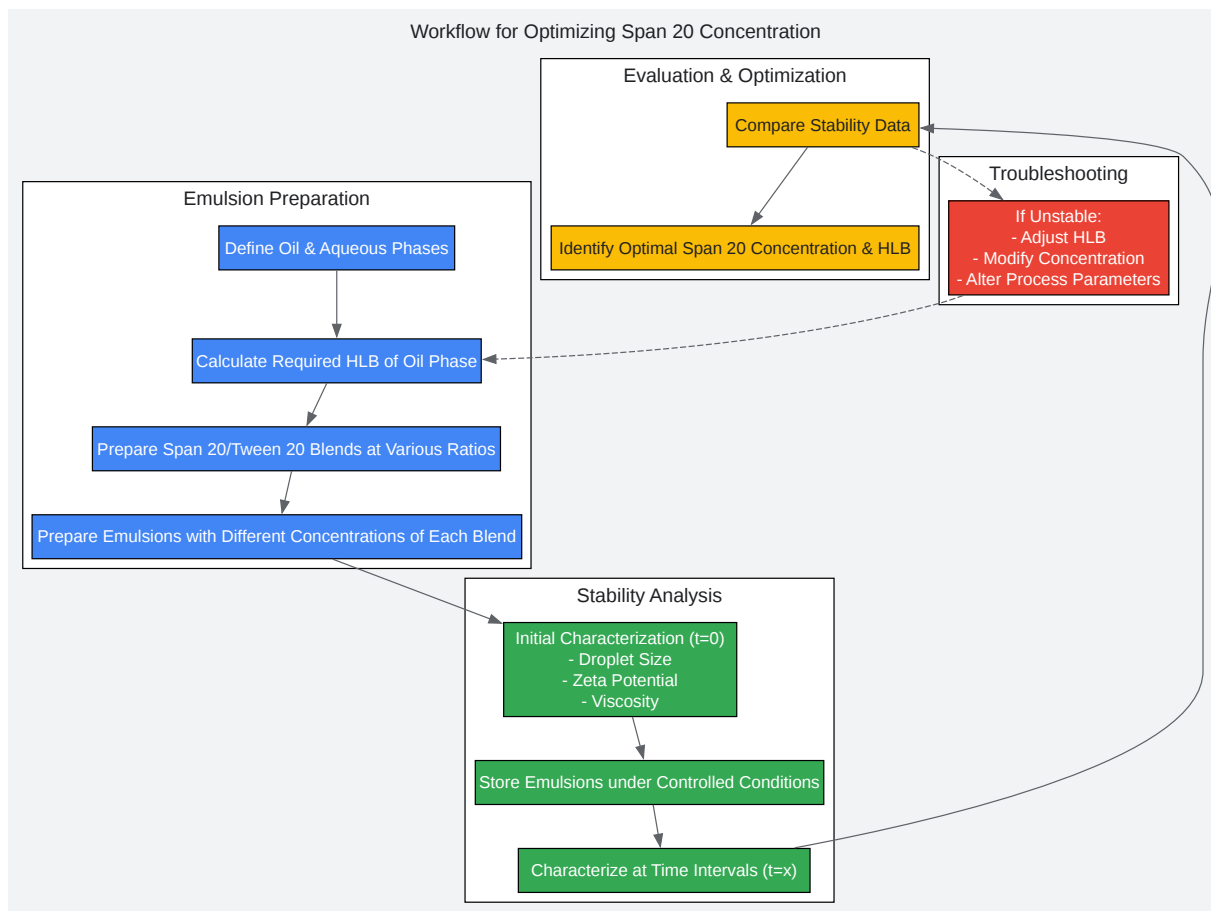 Workflow for Optimizing Span 20 Concentration
Emulsion Preparation
Define Oil & Aqueous Phases
Calculate Required HLB of Oil Phase
Prepare Span 20/Tween 20 Blends at Various Ratios
Prepare Emulsions with Different Concentrations of Each Blend
Stability Analysis
Initial Characterization (t=0)
- Droplet Size
- Zeta Potential
- Viscosity
Store Emulsions under Controlled Conditions
Characterize at Time Intervals (t=x)
Evaluation & Optimization
Compare Stability Data
Identify Optimal Span 20 Concentration & HLB
Troubleshooting
If Unstable:
- Adjust HLB
- Modify Concentration
- Alter Process Parameters